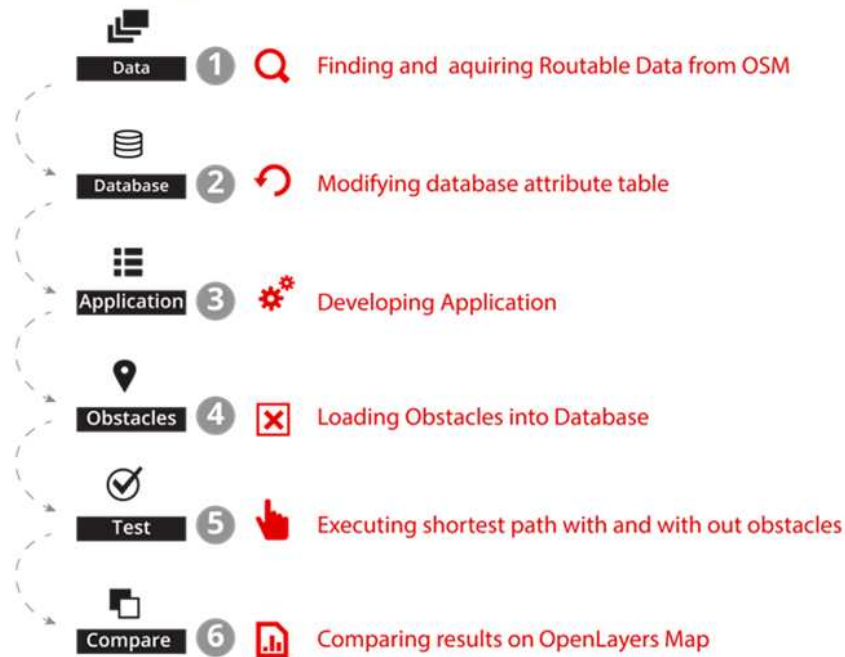 Data 1 Finding and aquiring Routable Data from OSM
Database 2 Modifying database attribute table
Application 3 Developing Application
Obstacles 4 Loading Obstacles into Database
Test 5 Executing shortest path with and with out obstacles
Compare 6 Comparing results on OpenLayers Map